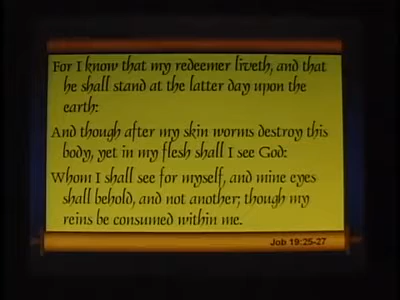 For I know that my redeemer liveth, and that
he shall stand at the latter day upon the
earth:
And though after my skin worms destroy this
body, yet in my flesh shall I see God:
Whom I shall see for myself, and mine eyes
shall behold, and not another; though my
reins be consumed within me.
Job 19:25-27